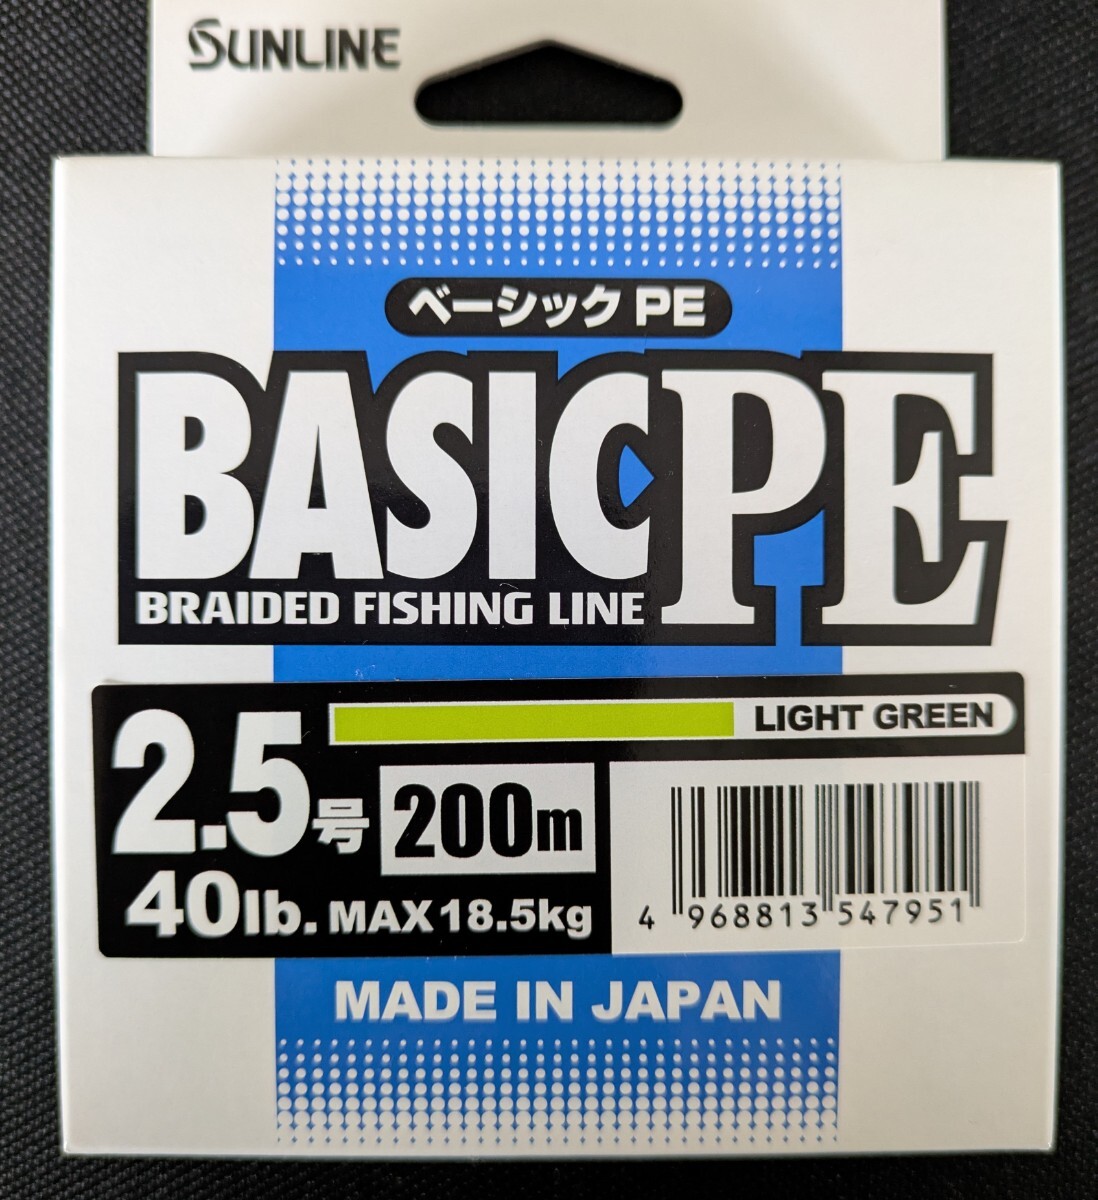 SUNLINE
ベーシック PE
BASIC PE
BRAIDED FISHING LINE
LIGHT GREEN
2.5号 200m
40lb. MAX 18.5kg
4 968813 547951
MADE IN JAPAN